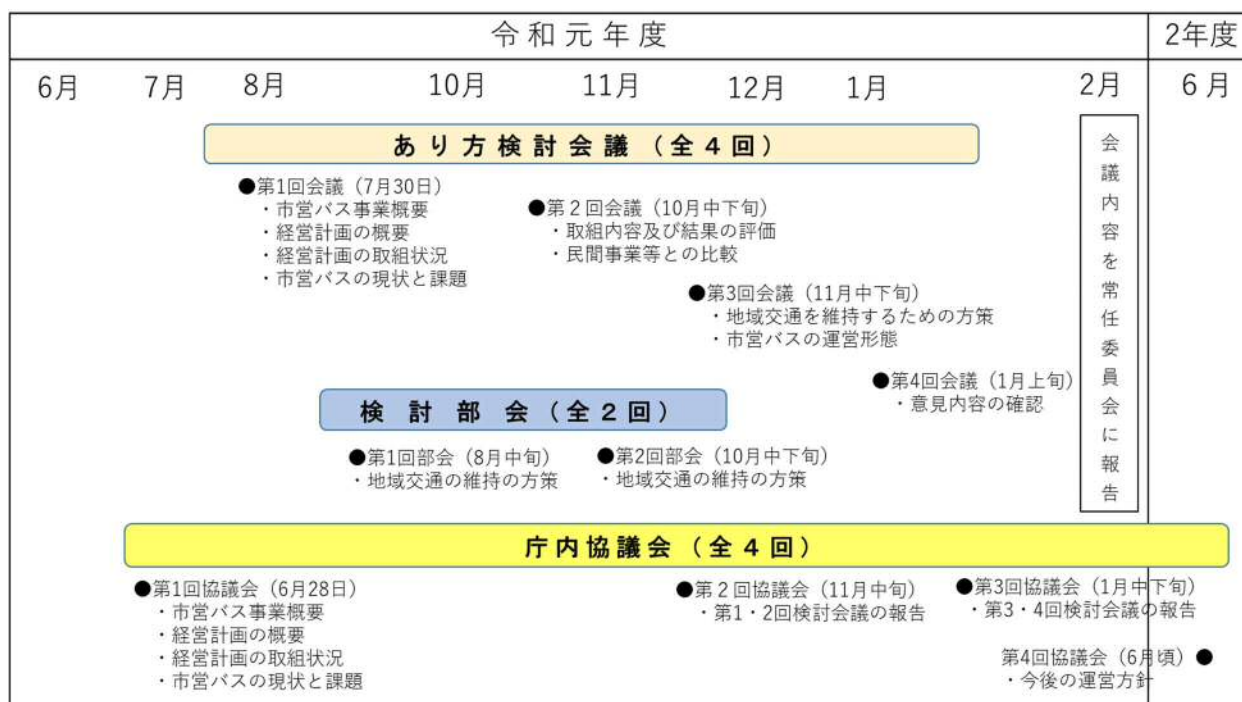 令和元年度
2年度
6月
7月
8月
10月
11月
12月
1月
2月
6月
あり方検討会議（全4回）
●第1回会議（7月30日）
・市営バス事業概要
・経営計画の概要
・経営計画の取組状況
・市営バスの現状と課題
●第２回会議（10月中下旬）
・取組内容及び結果の評価
・民間事業等との比較
●第3回会議（11月中下旬）
・地域交通を維持するための方策
・市営バスの運営形態
●第4回会議（1月上旬）
・意見内容の確認
会議内容を常任委員会に報告
検討部会（全2回）
●第1回部会（8月中旬）
・地域交通の維持の方策
●第2回部会（10月中下旬）
・地域交通の維持の方策
庁内協議会（全4回）
●第1回協議会（6月28日）
・市営バス事業概要
・経営計画の概要
・経営計画の取組状況
・市営バスの現状と課題
●第２回協議会（11月中旬）
・第1・2回検討会議の報告
●第3回協議会（1月中下旬）
・第3・4回検討会議の報告
第4回協議会（6月頃）●
・今後の運営方針